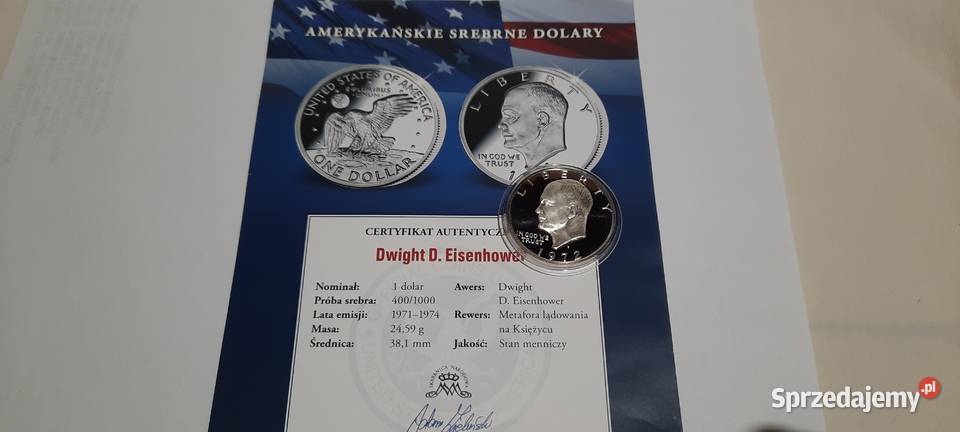 AMERYKAŃSKIE SREBRNE DOLARY
UNITED STATES OF AMERICA
ONE DOLLAR
LIBERTY
IN GOD WE
TRUST
LIBERTY
IN GOD WE
TRUST
1972
CERTYFIKAT AUTENTYCZ
Dwight D. Eisenhower
Nominał: 1 dolar Awers: Dwight
Próba srebra: 400/1000 D. Eisenhower
Lata emisji: 1971–1974 Rewers: Metafora lądowania
Masa: 24,59 g na Księżycu
Średnica: 38,1 mm Jakość: Stan menniczy
SKARBNICA NARODOWA
Sprzedajemy.pl